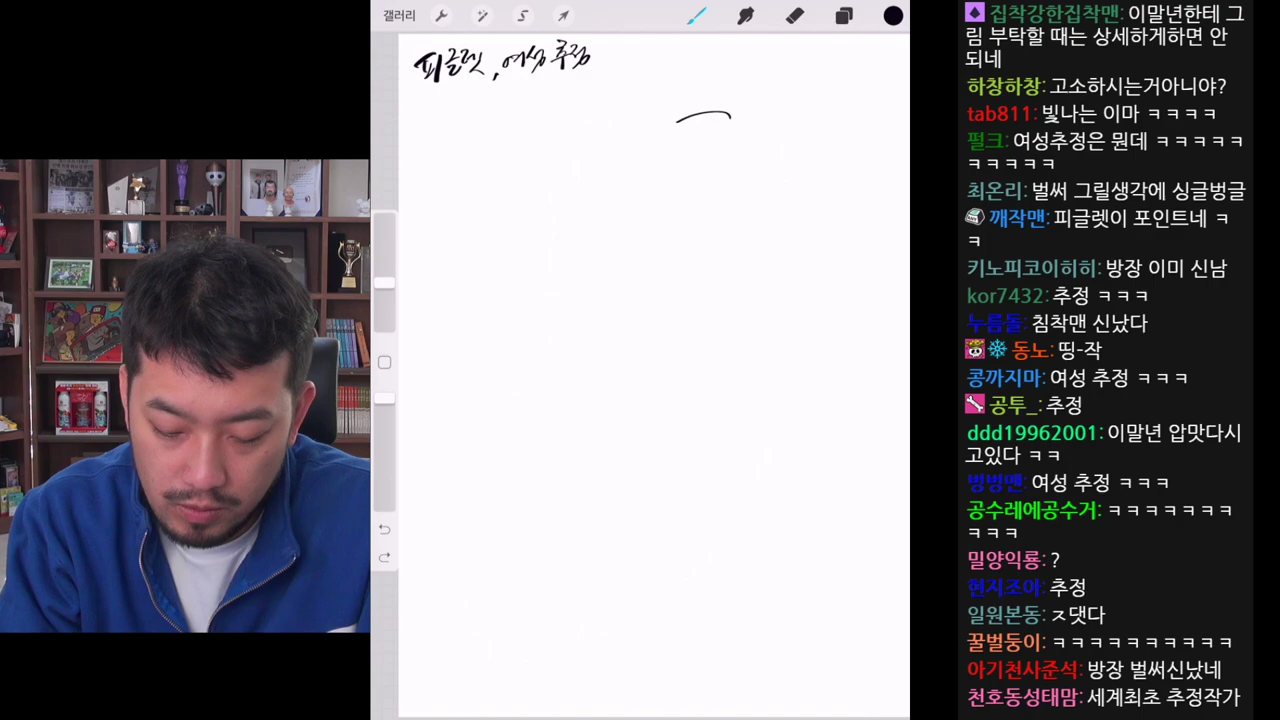 갤러리
피글렛, 여성 추정
집착강한집착맨: 이말년한테 그
림 부탁할 때는 상세하게하면 안
되네
하창하창: 고소하시는거아니야?
tab811: 빛나는 이마 ㅋㅋㅋㅋ
펄크: 여성추정은 뭔데 ㅋㅋㅋㅋㅋ
ㅋㅋㅋㅋㅋ
최온리: 벌써 그릴생각에 싱글벙글
깨작맨: 피글렛이 포인트네 ㅋ
ㅋ
키노피코이히히: 방장 이미 신남
kor7432: 추정 ㅋㅋㅋ
누름돌: 침착맨 신났다
동노: 띵-작
콩까지마: 여성 추정 ㅋㅋㅋ
공투_: 추정
ddd19962001: 이말년 압맛다시
고있다 ㅋㅋ
벙벙맨: 여성 추정 ㅋㅋㅋ
공수레에공수거: ㅋㅋㅋㅋㅋㅋㅋ
ㅋㅋㅋ
밀양익룡: ?
현지조아: 추정
일원본동: ㅈ댓다
꿀벌둥이: ㅋㅋㅋㅋㅋㅋㅋㅋㅋㅋ
아기천사준석: 방장 벌써신났네
천호동성태맘: 세계최초 추정작가